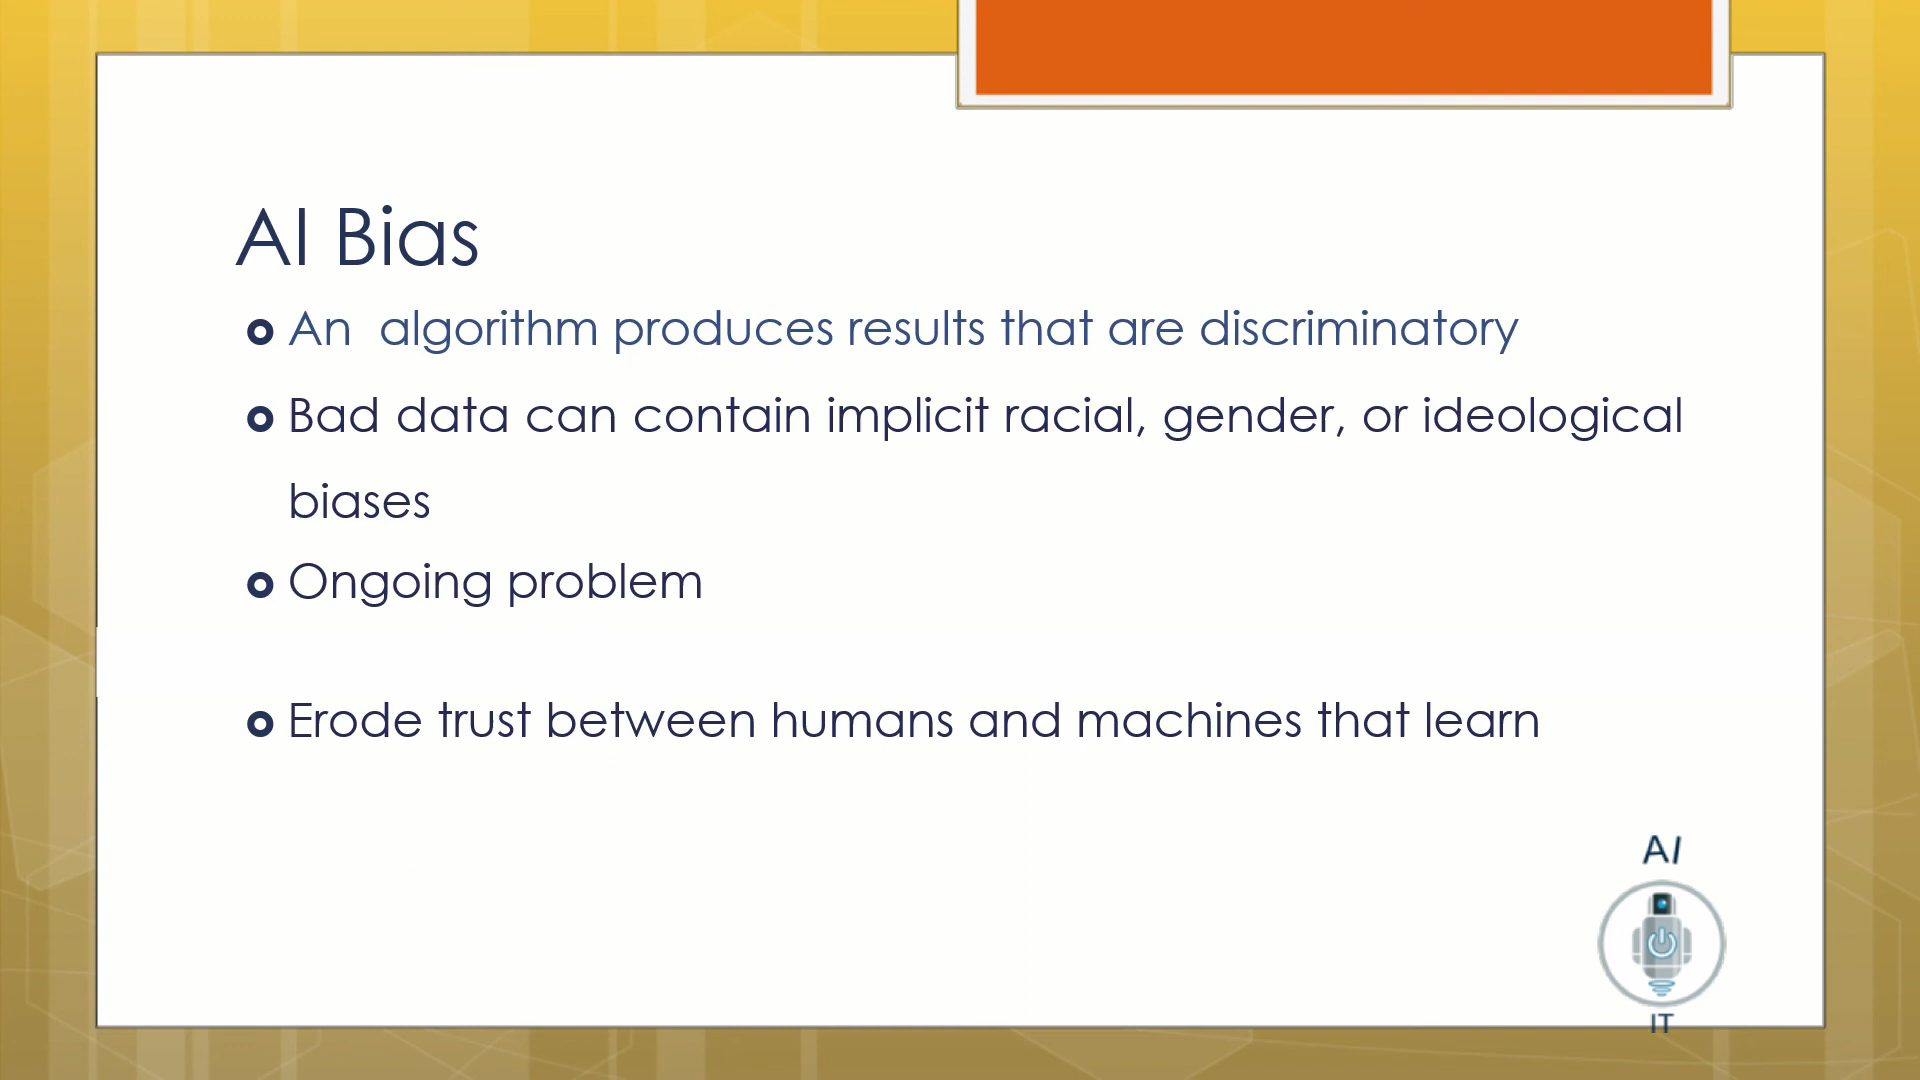 AI Bias
An  algorithm produces results that are discriminatory
Bad data can contain implicit racial, gender, or ideological
biases
Ongoing problem
Erode trust between humans and machines that learn
AI
IT